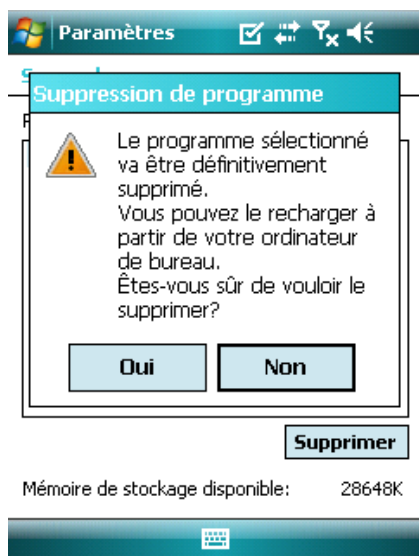 Paramètres
Suppression de programme
Le programme sélectionné
va être définitivement
supprimé.
Vous pouvez le recharger à
partir de votre ordinateur
de bureau.
Êtes-vous sûr de vouloir le
supprimer?
Oui
Non
Supprimer
Mémoire de stockage disponible: 28648K